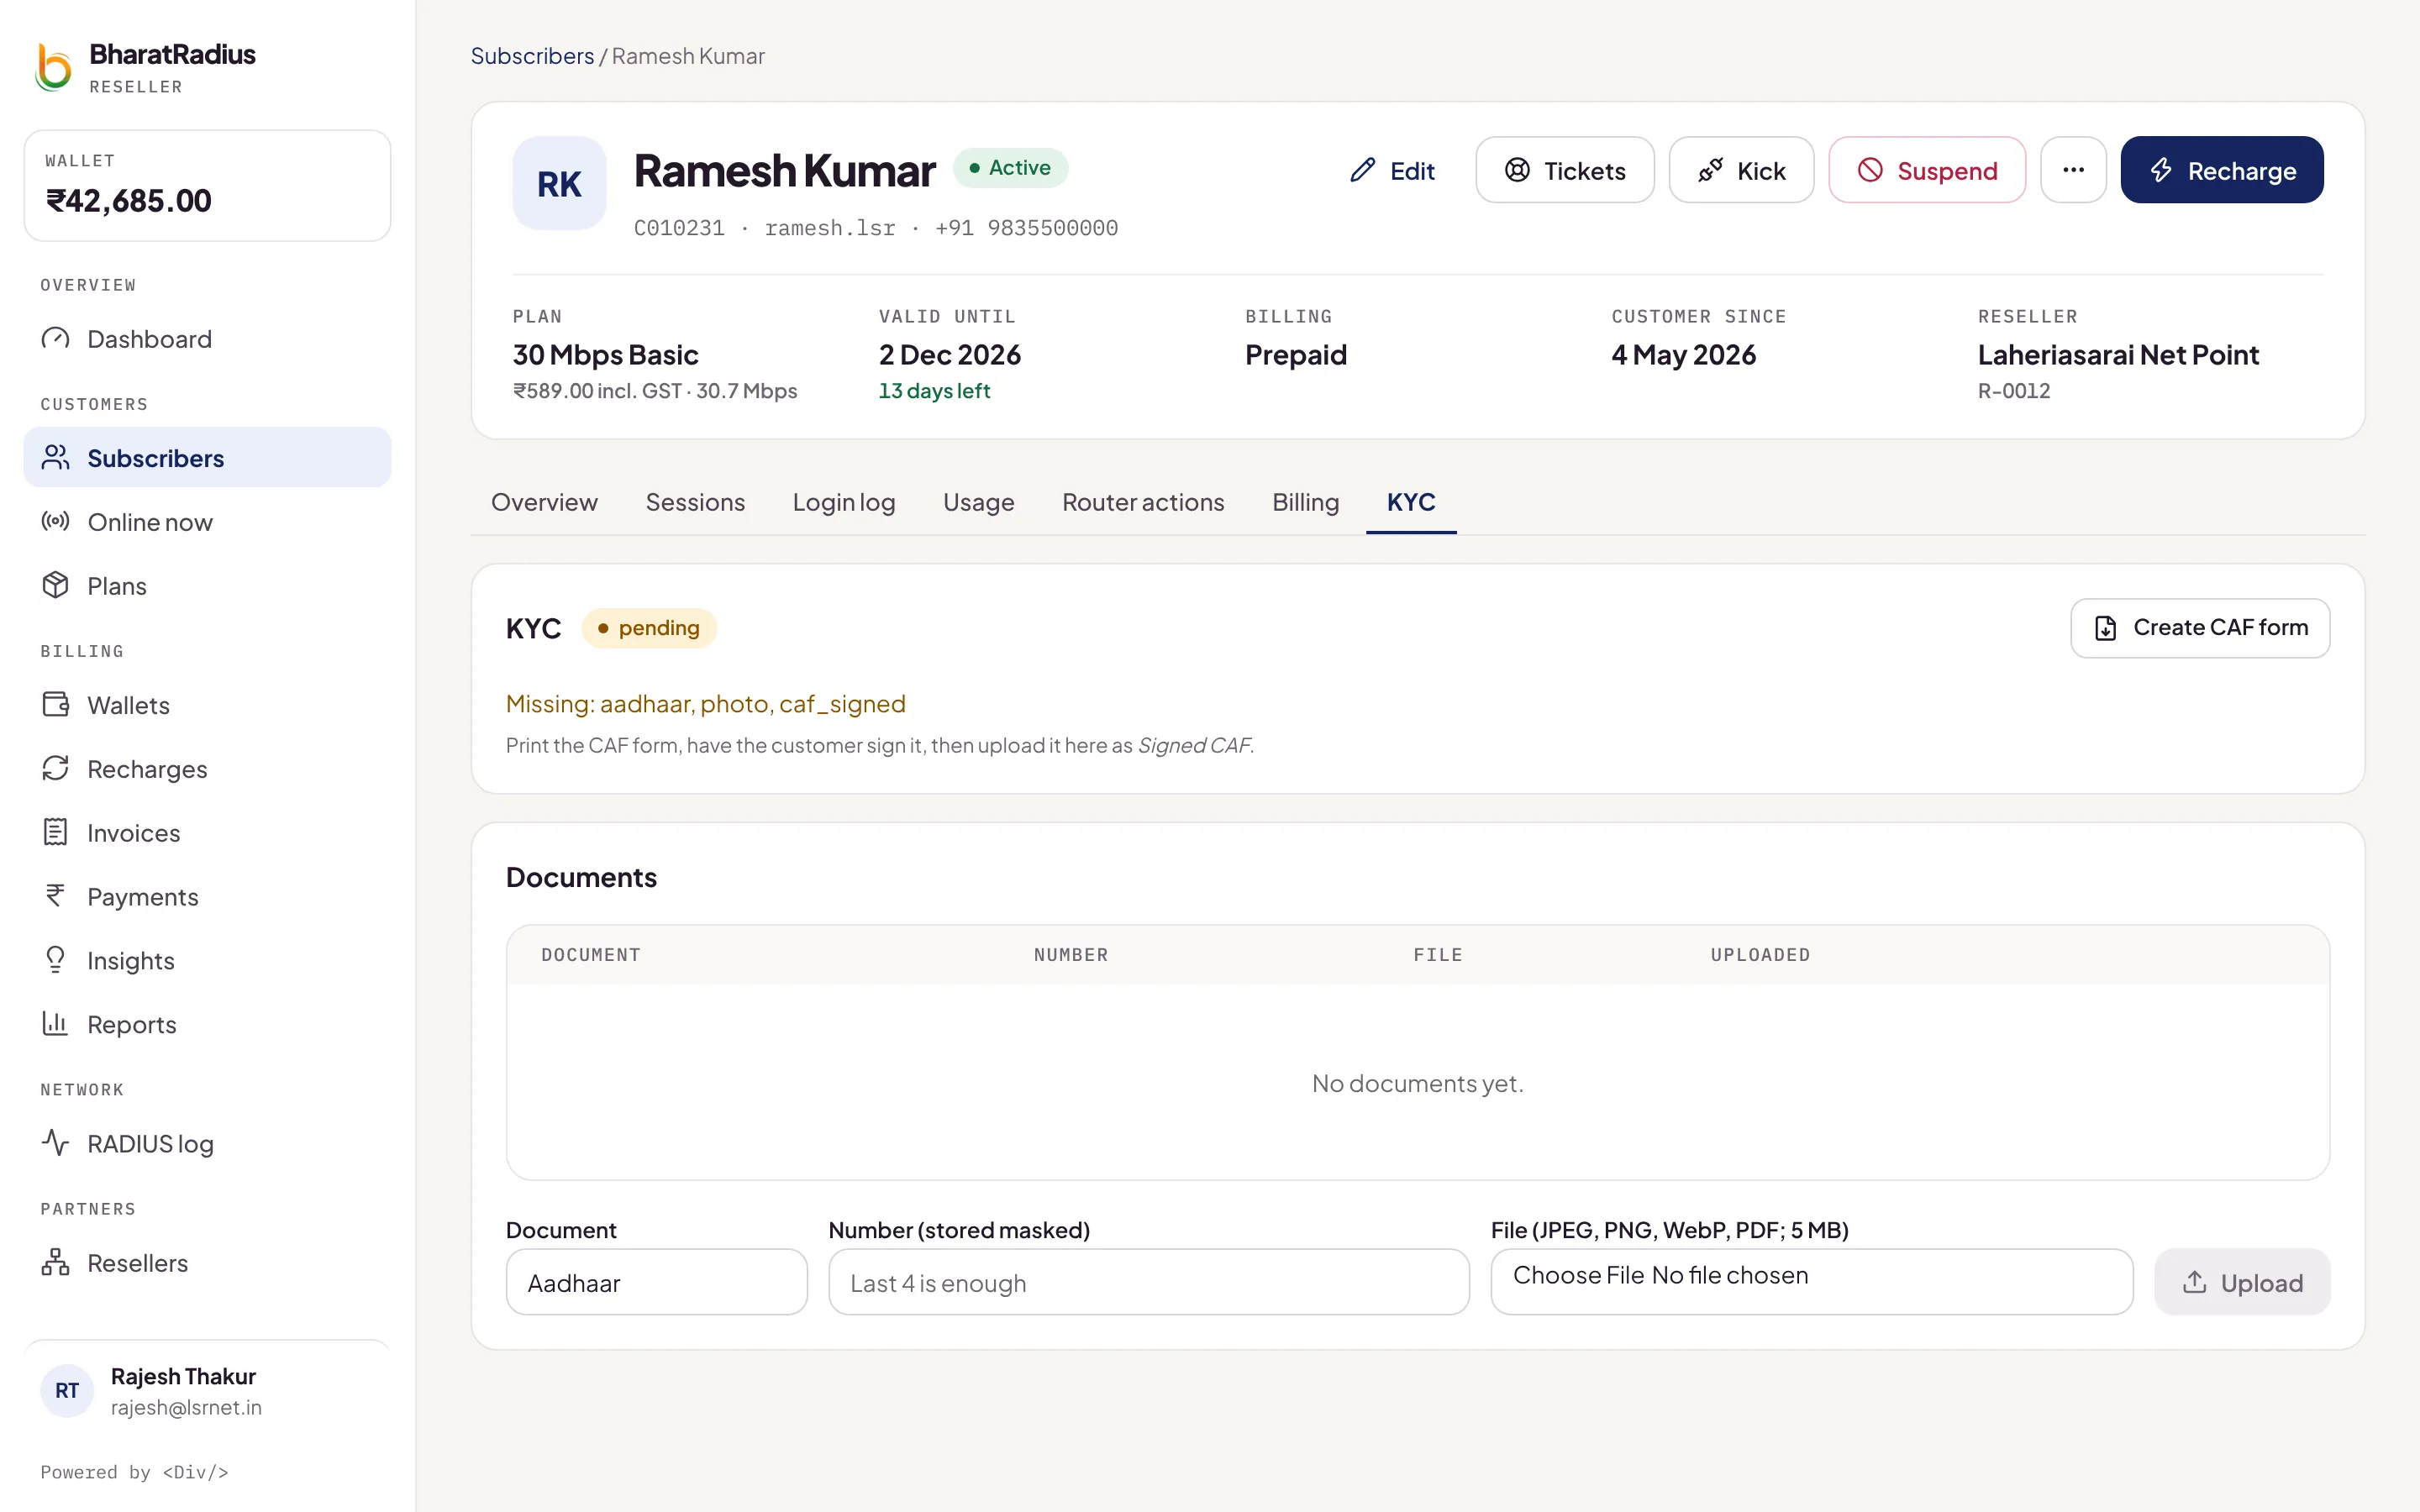 BharatRadius
RESELLER
WALLET
₹42,685.00
OVERVIEW
Dashboard
CUSTOMERS
Subscribers
Online now
Plans
BILLING
Wallets
Recharges
Invoices
Payments
Insights
Reports
NETWORK
RADIUS log
PARTNERS
Resellers
RT
Rajesh Thakur
rajesh@lsrnet.in
Powered by <Div/>
Subscribers / Ramesh Kumar
RK
Ramesh Kumar
Active
C010231 · ramesh.lsr · +91 9835500000
Edit
Tickets
Kick
Suspend
Recharge
PLAN
30 Mbps Basic
₹589.00 incl. GST · 30.7 Mbps
VALID UNTIL
2 Dec 2026
13 days left
BILLING
Prepaid
CUSTOMER SINCE
4 May 2026
RESELLER
Laheriasarai Net Point
R-0012
Overview Sessions Login log Usage Router actions Billing KYC
KYC pending
Create CAF form
Missing: aadhaar, photo, caf_signed
Print the CAF form, have the customer sign it, then upload it here as Signed CAF.
Documents
DOCUMENT NUMBER FILE UPLOADED
No documents yet.
Document
Aadhaar
Number (stored masked)
Last 4 is enough
File (JPEG, PNG, WebP, PDF; 5 MB)
Choose File No file chosen
Upload